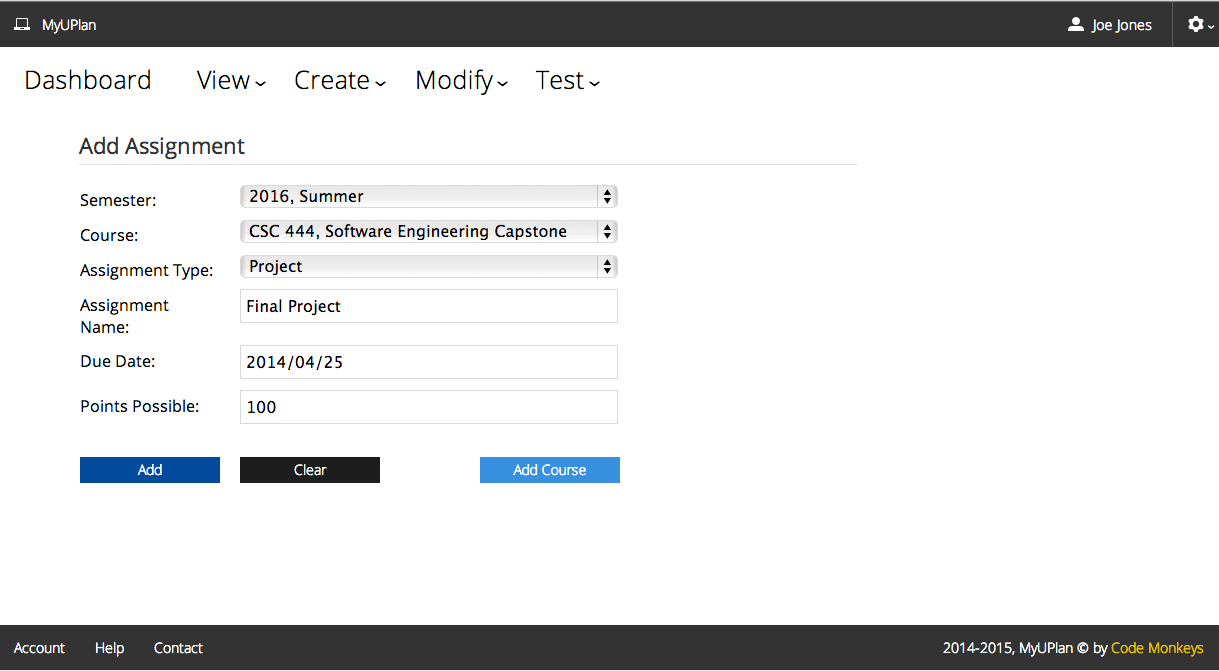 MyUPlan Joe Jones
Dashboard View Create Modify Test
Add Assignment
Semester: 2016, Summer
Course: CSC 444, Software Engineering Capstone
Assignment Type: Project
Assignment
Name: Final Project
Due Date: 2014/04/25
Points Possible: 100
Add Clear Add Course
Account Help Contact 2014-2015, MyUPlan © by Code Monkeys